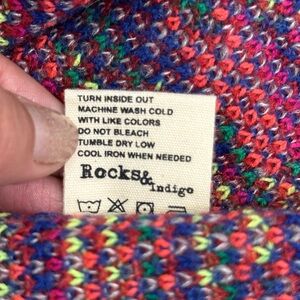 TURN INSIDE OUT
MACHINE WASH COLD
WITH LIKE COLORS
DO NOT BLEACH
TUMBLE DRY LOW
COOL IRON WHEN NEEDED
Rocks&
indigo